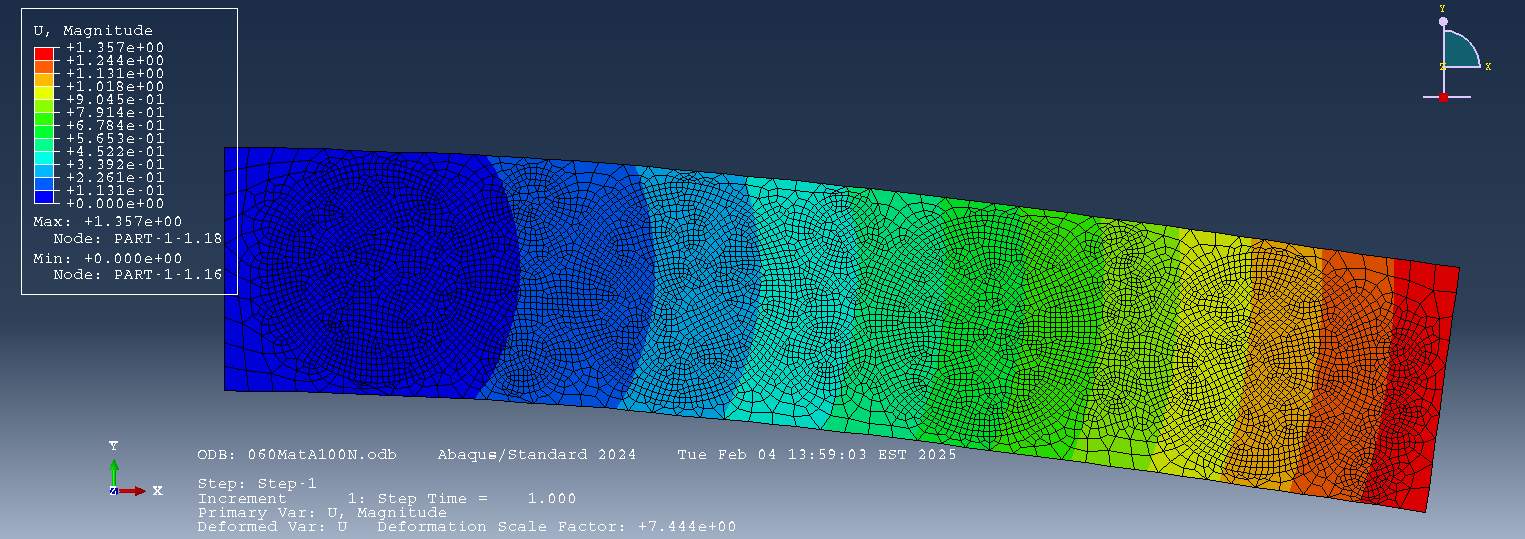 U, Magnitude
+1.357e+00
+1.244e+00
+1.131e+00
+1.018e+00
+9.045e-01
+7.914e-01
+6.784e-01
+5.653e-01
+4.522e-01
+3.392e-01
+2.261e-01
+1.131e-01
+0.000e+00
Max: +1.357e+00
Node: PART-1-1.18
Min: +0.000e+00
Node: PART-1-1.16
Y
Z X
Y
Z X
ODB: 060MatA100N.odb Abaqus/Standard 2024 Tue Feb 04 13:59:03 EST 2025
Step: Step-1
Increment 1: Step Time = 1.000
Primary Var: U, Magnitude
Deformed Var: U Deformation Scale Factor: +7.444e+00